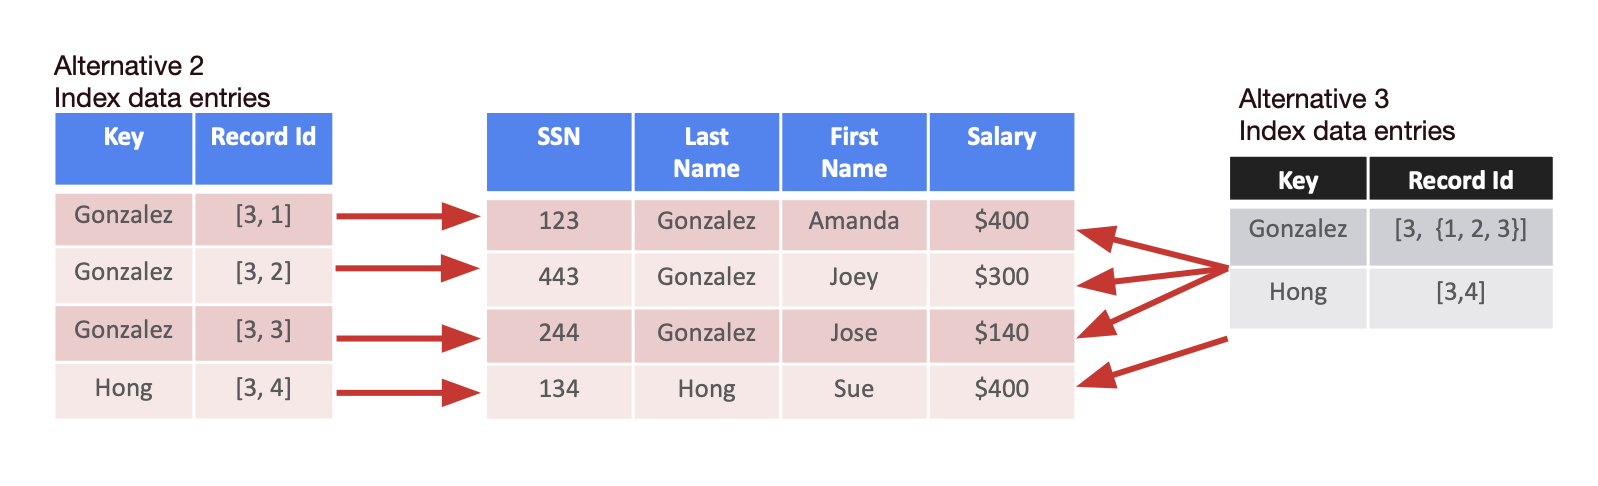 Alternative 2
Index data entries
Key Record Id
Gonzalez [3, 1]
Gonzalez [3, 2]
Gonzalez [3, 3]
Hong [3, 4]
SSN Last Name First Name Salary
123 Gonzalez Amanda $400
443 Gonzalez Joey $300
244 Gonzalez Jose $140
134 Hong Sue $400
Alternative 3
Index data entries
Key Record Id
Gonzalez [3, {1, 2, 3}]
Hong [3,4]